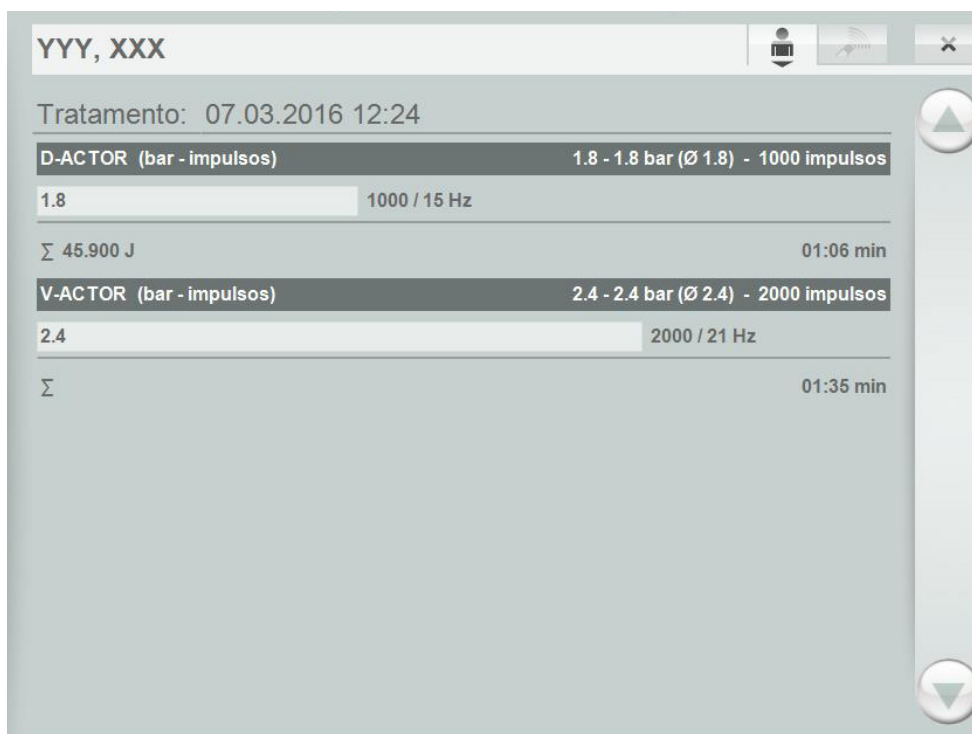 YYY, XXX
Tratamento: 07.03.2016 12:24
D-ACTOR (bar - impulsos) 1.8 - 1.8 bar (Ø 1.8) - 1000 impulsos
1.8 1000 / 15 Hz
∑ 45.900 J 01:06 min
V-ACTOR (bar - impulsos) 2.4 - 2.4 bar (Ø 2.4) - 2000 impulsos
2.4 2000 / 21 Hz
∑ 01:35 min